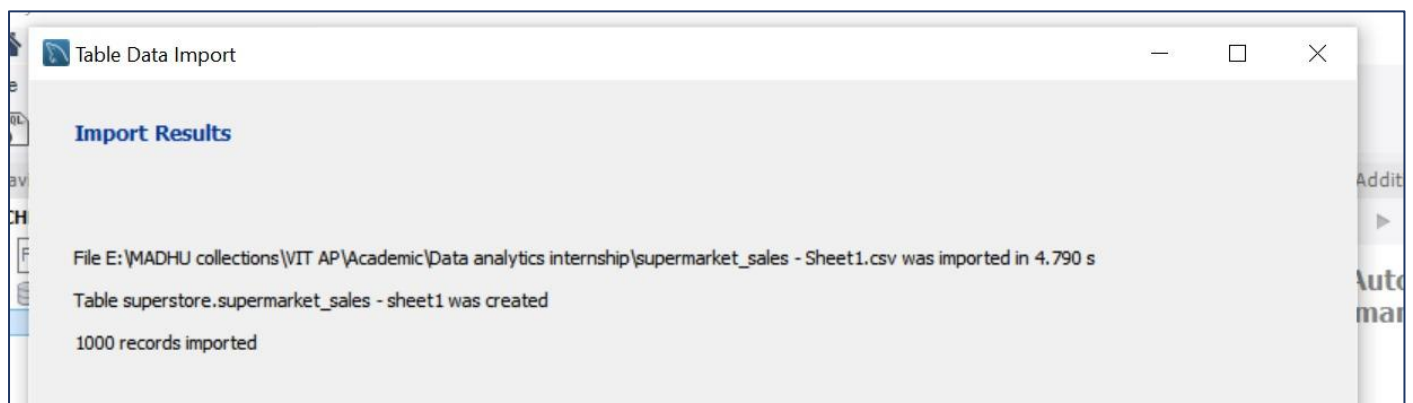 Table Data Import
Import Results
File E:\MADHU collections\VIT AP\Academic\Data analytics internship\supermarket_sales - Sheet1.csv was imported in 4.790 s
Table superstore.supermarket_sales - sheet1 was created
1000 records imported